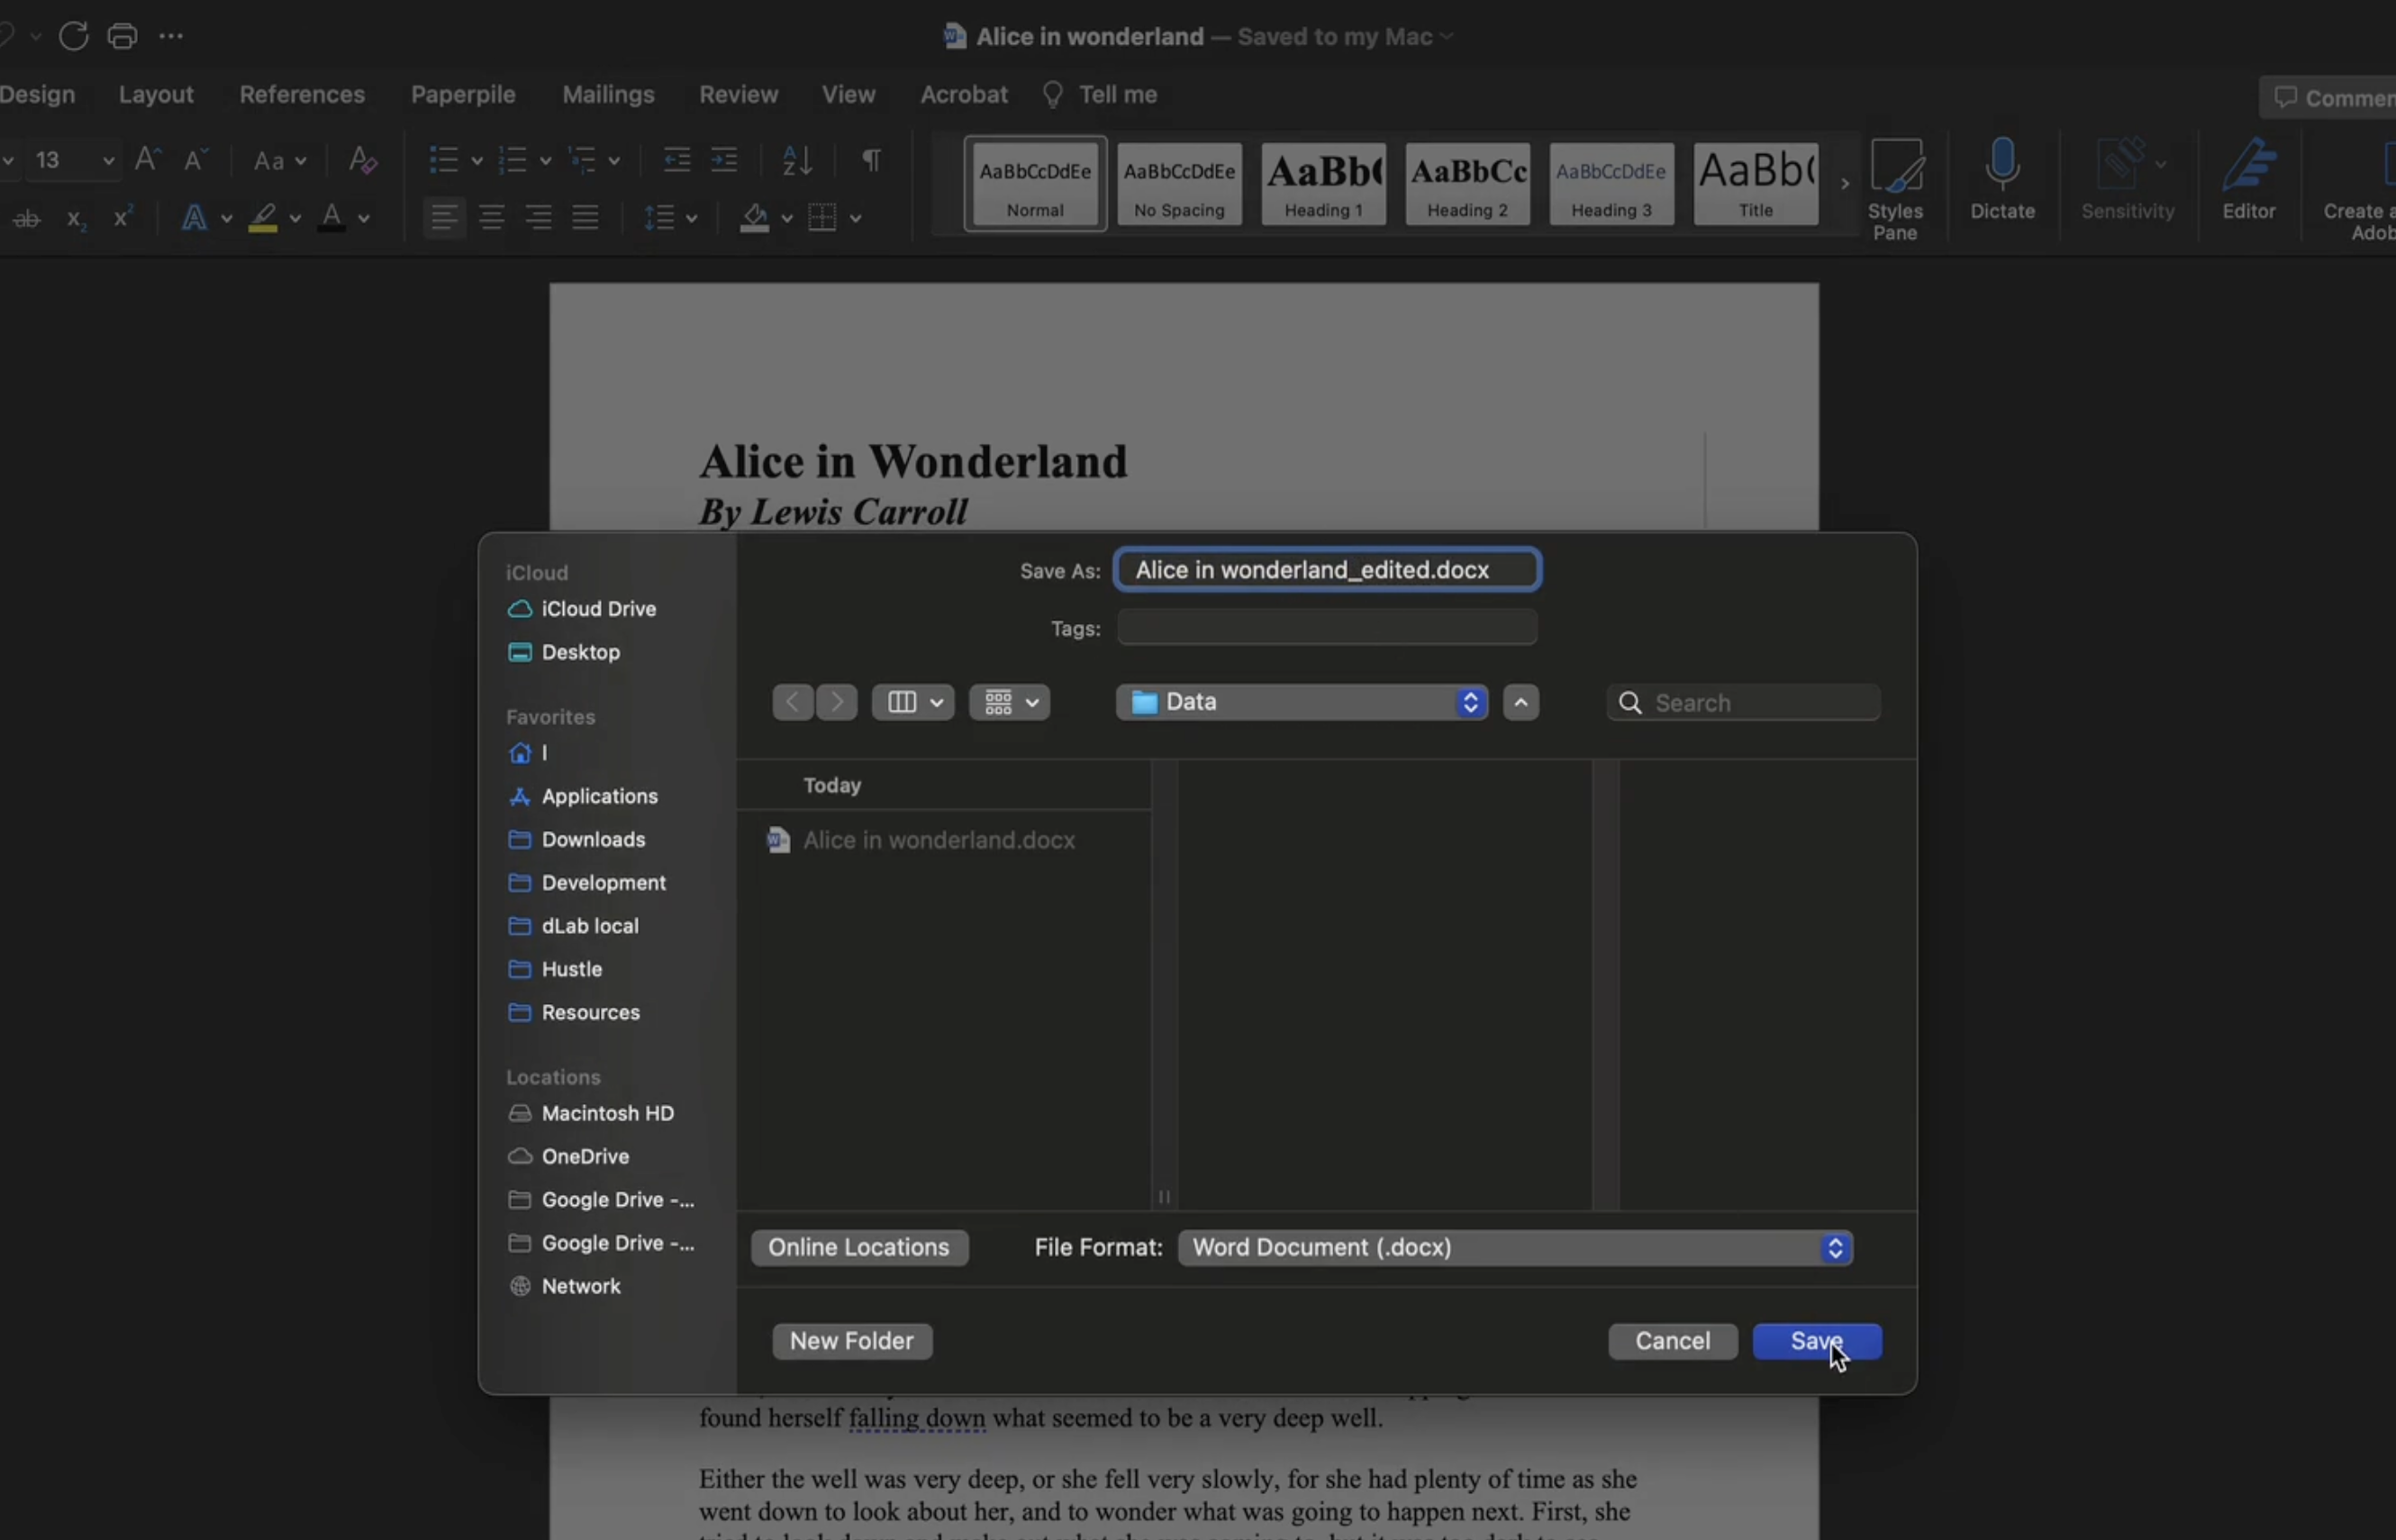 Alice in wonderland — Saved to my Mac
Design Layout References Paperpile Mailings Review View Acrobat Tell me
13 Aa
AaBbCcDdEe AaBbCcDdEe AaBb( AaBbCc AaBbCcDdEe AaBb(
Normal No Spacing Heading 1 Heading 2 Heading 3 Title
Styles Pane
Dictate
Sensitivity
Editor
Alice in Wonderland
By Lewis Carroll
Save As: Alice in wonderland_edited.docx
Tags:
Data
Search
iCloud
iCloud Drive
Desktop
Favorites
I
Applications
Downloads
Development
dLab local
Hustle
Resources
Locations
Macintosh HD
OneDrive
Google Drive -...
Google Drive -...
Network
Today
Alice in wonderland.docx
Online Locations
File Format: Word Document (.docx)
New Folder
Cancel
Save
found herself falling down what seemed to be a very deep well.
Either the well was very deep, or she fell very slowly, for she had plenty of time as she
went down to look about her, and to wonder what was going to happen next. First, she